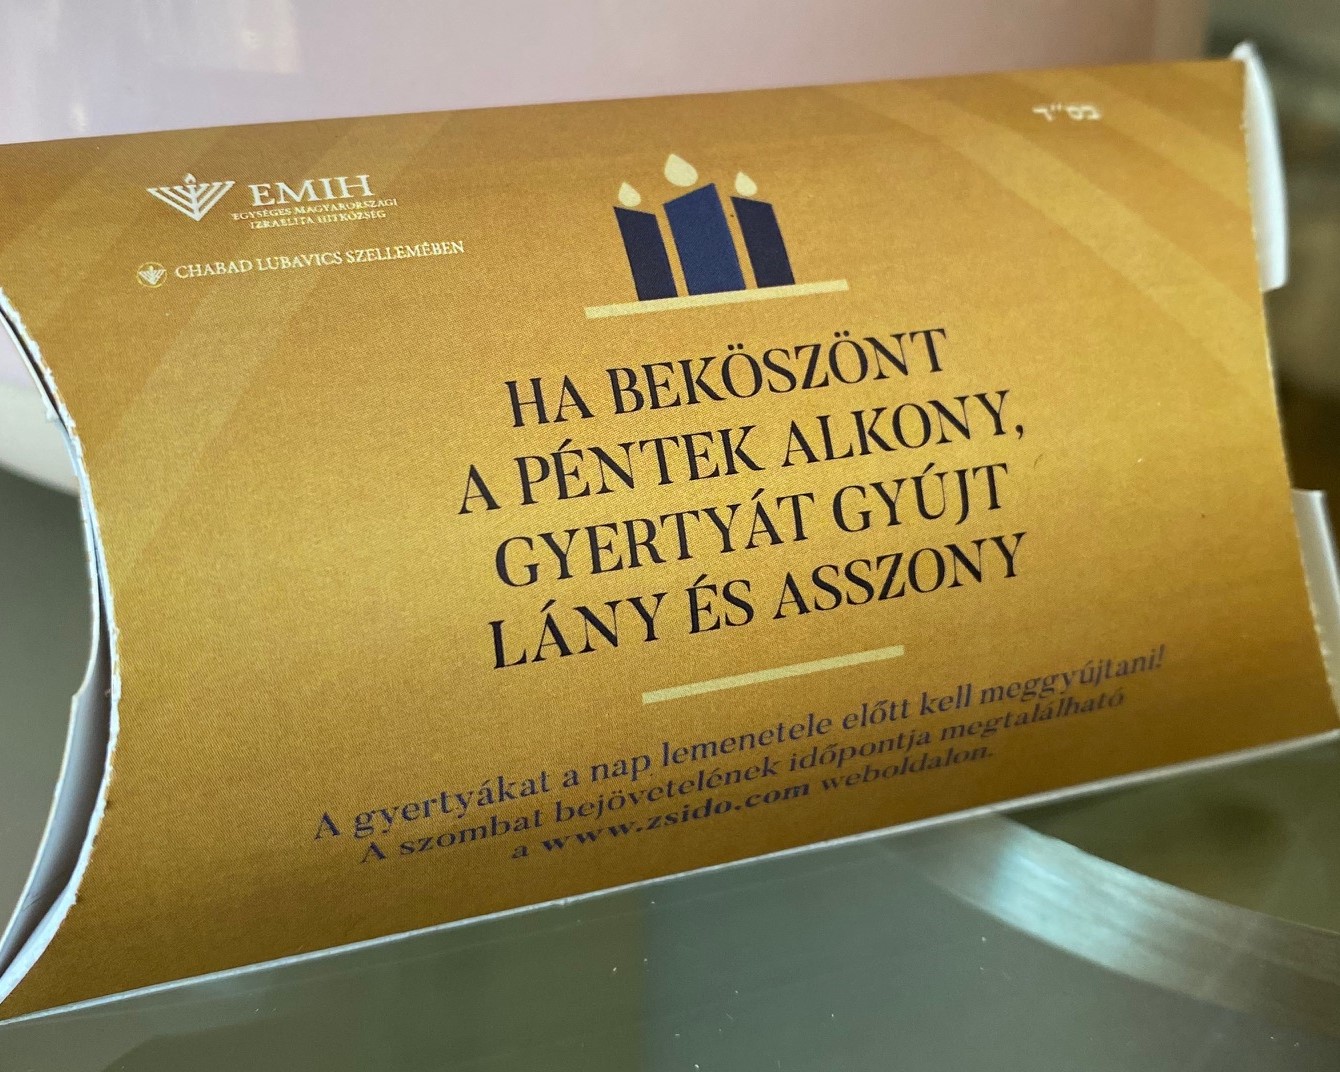 בס"ד
EMIH
EGYSÉGES MAGYARORSZÁGI
IZRAELITA HITKÖZSÉG
CHABAD LUBAVICS SZELLEMÉBEN
HA BEKÖSZÖNT
A PÉNTEK ALKONY,
GYERTYÁT GYÚJT
LÁNY ÉS ASSZONY
A gyertyákat a nap lemenetele előtt kell meggyújtani!
A szombat bejövetelének időpontja megtalálható
a www.zsido.com weboldalon.